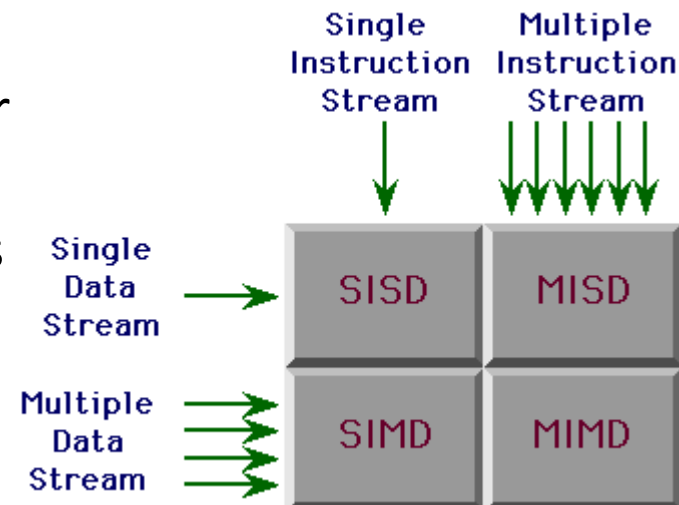 Single
Instruction
Stream
Multiple
Instruction
Stream
r
s
Single
Data
Stream
SISD
MISD
Multiple
Data
Stream
SIMD
MIMD